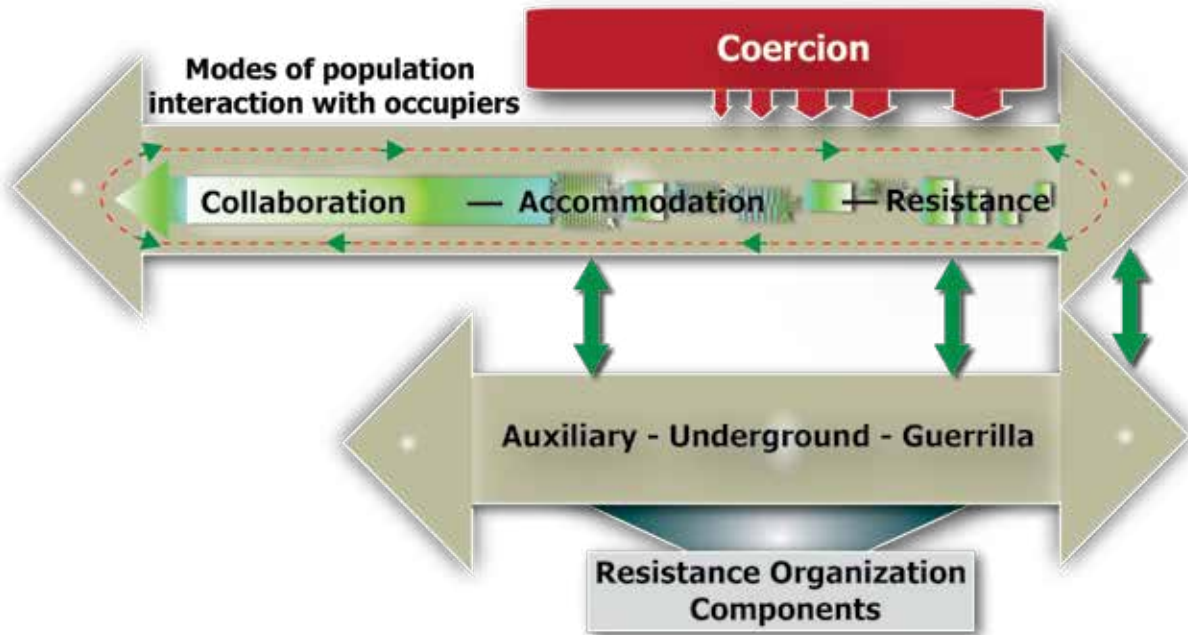 Coercion
Modes of population
interaction with occupiers
Collaboration — Accommodation — Resistance
Auxiliary - Underground - Guerrilla
Resistance Organization
Components